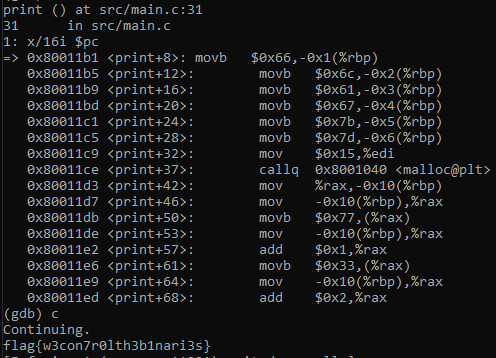 print () at src/main.c:31
31 in src/main.c
1: x/16i $pc
=> 0x80011b1 <print+8>: movb $0x66,-0x1(%rbp)
0x80011b5 <print+12>: movb $0x6c,-0x2(%rbp)
0x80011b9 <print+16>: movb $0x61,-0x3(%rbp)
0x80011bd <print+20>: movb $0x67,-0x4(%rbp)
0x80011c1 <print+24>: movb $0x7b,-0x5(%rbp)
0x80011c5 <print+28>: movb $0x7d,-0x6(%rbp)
0x80011c9 <print+32>: mov $0x15,%edi
0x80011ce <print+37>: callq 0x8001040 <malloc@plt>
0x80011d3 <print+42>: mov %rax,-0x10(%rbp)
0x80011d7 <print+46>: mov -0x10(%rbp),%rax
0x80011db <print+50>: movb $0x77,(%rax)
0x80011de <print+53>: mov -0x10(%rbp),%rax
0x80011e2 <print+57>: add $0x1,%rax
0x80011e6 <print+61>: movb $0x33,(%rax)
0x80011e9 <print+64>: mov -0x10(%rbp),%rax
0x80011ed <print+68>: add $0x2,%rax
(gdb) c
Continuing.
flag{w3con7r0lth3b1nari3s}